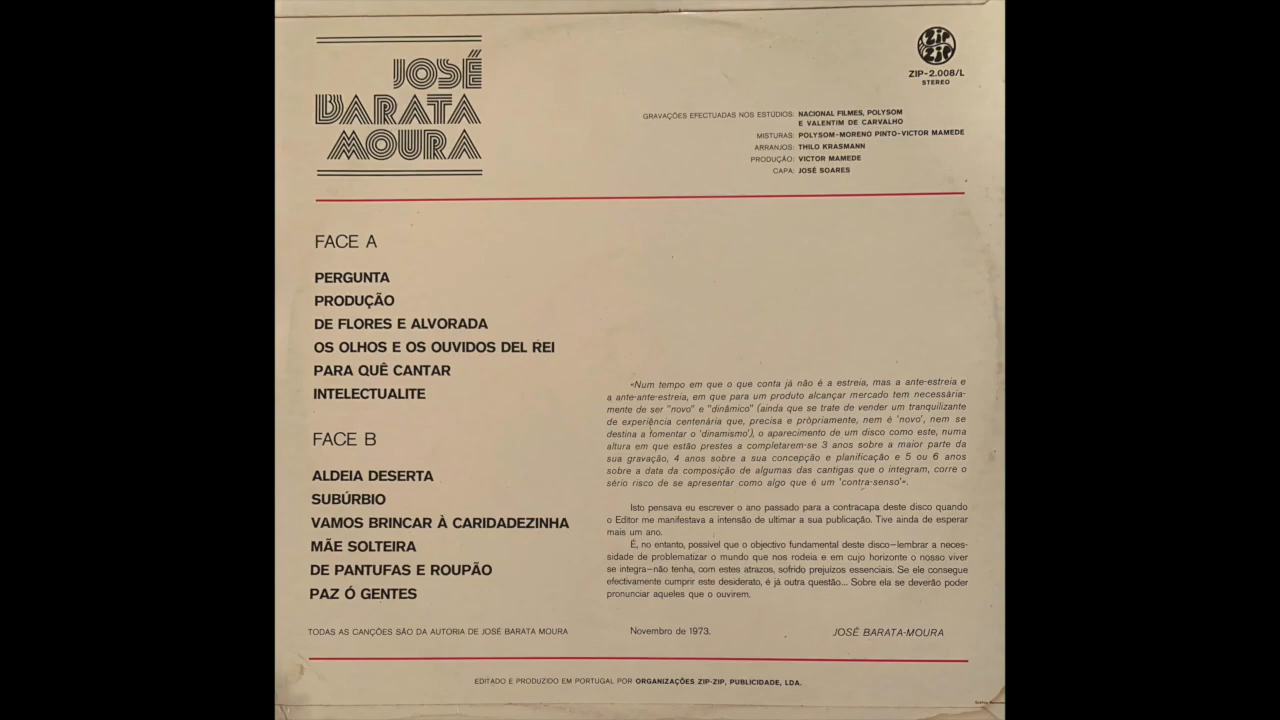 JOSÉ
BARATA
MOURA
ZIP ZIP
ZIP-2.008/L
STEREO
GRAVAÇÕES EFECTUADAS NOS ESTÚDIOS: NACIONAL FILMES, POLYSOM
E VALENTIM DE CARVALHO
MISTURAS: POLYSOM-MORENO PINTO-VICTOR MAMEDE
ARRANJOS: THILO KRASMANN
PRODUÇÃO: VICTOR MAMEDE
CAPA: JOSÉ SOARES
FACE A
PERGUNTA
PRODUÇÃO
DE FLORES E ALVORADA
OS OLHOS E OS OUVIDOS DEL REI
PARA QUÊ CANTAR
INTELECTUALITE
FACE B
ALDEIA DESERTA
SUBÚRBIO
VAMOS BRINCAR À CARIDADEZINHA
MÃE SOLTEIRA
DE PANTUFAS E ROUPÃO
PAZ Ó GENTES
TODAS AS CANÇÕES SÃO DA AUTORIA DE JOSÉ BARATA MOURA
«Num tempo em que o que conta já não é a estreia, mas a ante-estreia e
a ante-ante-estreia, em que para um produto alcançar mercado tem necessària-
mente de ser "novo" e "dinâmico" (ainda que se trate de vender um tranquilizante
de experiência centenária que, precisa e pròpriamente, nem é 'novo', nem se
destina a fomentar o 'dinamismo'), o aparecimento de um disco como este, numa
altura em que estão prestes a completarem-se 3 anos sobre a maior parte da
sua gravação, 4 anos sobre a sua concepção e planificação e 5 ou 6 anos
sobre a data da composição de algumas das cantigas que o integram, corre o
sério risco de se apresentar como algo que é um 'contra-senso'».
Isto pensava eu escrever o ano passado para a contracapa deste disco quando
o Editor me manifestava a intensão de ultimar a sua publicação. Tive ainda de esperar
mais um ano.
É, no entanto, possível que o objectivo fundamental deste disco—lembrar a neces-
sidade de problematizar o mundo que nos rodeia e em cujo horizonte o nosso viver
se integra—não tenha, com estes atrazos, sofrido prejuízos essenciais. Se ele consegue
efectivamente cumprir este desiderato, é já outra questão... Sobre ela se deverão poder
pronunciar aqueles que o ouvirem.
Novembro de 1973.
JOSÉ BARATA-MOURA
EDITADO E PRODUZIDO EM PORTUGAL POR ORGANIZAÇÕES ZIP-ZIP, PUBLICIDADE, LDA.